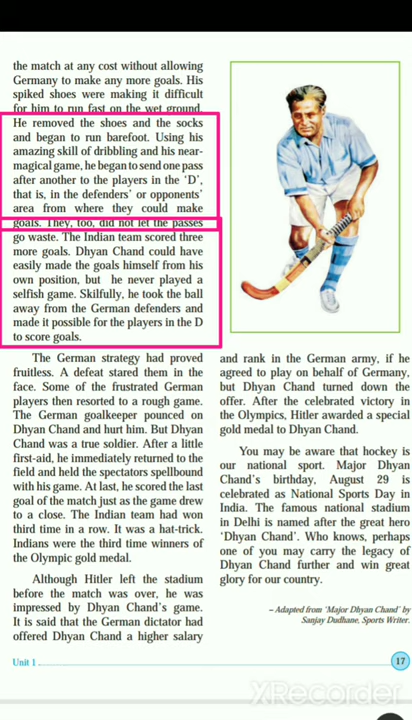 the match at any cost without allowing
Germany to make any more goals. His
spiked shoes were making it difficult
for him to run fast on the wet ground.
He removed the shoes and the socks
and began to run barefoot. Using his
amazing skill of dribbling and his near-
magical game, he began to send one pass
after another to the players in the ‘D’,
that is, in the defenders’ or opponents’
area from where they could make
goals. They, too, did not let the passes
go waste. The Indian team scored three
more goals. Dhyan Chand could have
easily made the goals himself from his
own position, but he never played a
selfish game. Skilfully, he took the ball
away from the German defenders and
made it possible for the players in the D
to score goals.
The German strategy had proved
fruitless. A defeat stared them in the
face. Some of the frustrated German
players then resorted to a rough game.
The German goalkeeper pounced on
Dhyan Chand and hurt him. But Dhyan
Chand was a true soldier. After a little
first-aid, he immediately returned to the
field and held the spectators spellbound
with his game. At last, he scored the last
goal of the match just as the game drew
to a close. The Indian team had won
third time in a row. It was a hat-trick.
Indians were the third time winners of
the Olympic gold medal.
Although Hitler left the stadium
before the match was over, he was
impressed by Dhyan Chand’s game.
It is said that the German dictator had
offered Dhyan Chand a higher salary
and rank in the German army, if he
agreed to play on behalf of Germany,
but Dhyan Chand turned down the
offer. After the celebrated victory in
the Olympics, Hitler awarded a special
gold medal to Dhyan Chand.
You may be aware that hockey is
our national sport. Major Dhyan
Chand’s birthday, August 29 is
celebrated as National Sports Day in
India. The famous national stadium
in Delhi is named after the great hero
‘Dhyan Chand’. Who knows, perhaps
one of you may carry the legacy of
Dhyan Chand further and win great
glory for our country.
– Adapted from ‘Major Dhyan Chand’ by
Sanjay Dudhane, Sports Writer.
Unit 1
17
XRecorder